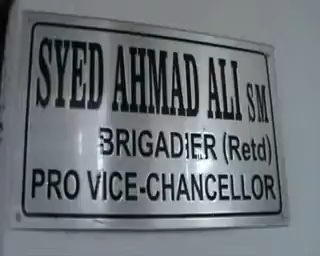 SYED AHMAD ALI SM
BRIGADIER (Retd)
PRO VICE-CHANCELLOR